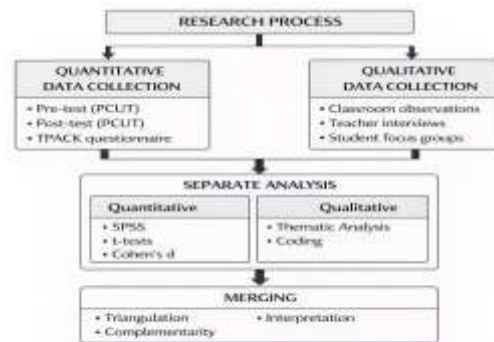 RESEARCH PROCESS
QUANTITATIVE
DATA COLLECTION
• Pre-test (PCUT)
• Post-test (PCUT)
• TPACK questionnaire
QUALITATIVE
DATA COLLECTION
• Classroom observations
• Teacher interviews
• Student focus groups
SEPARATE ANALYSIS
Quantitative
• SPSS
• t-tests
• Cohen's d
Qualitative
• Thematic Analysis
• Coding
MERGING
• Triangulation
• Complementarity
• Interpretation